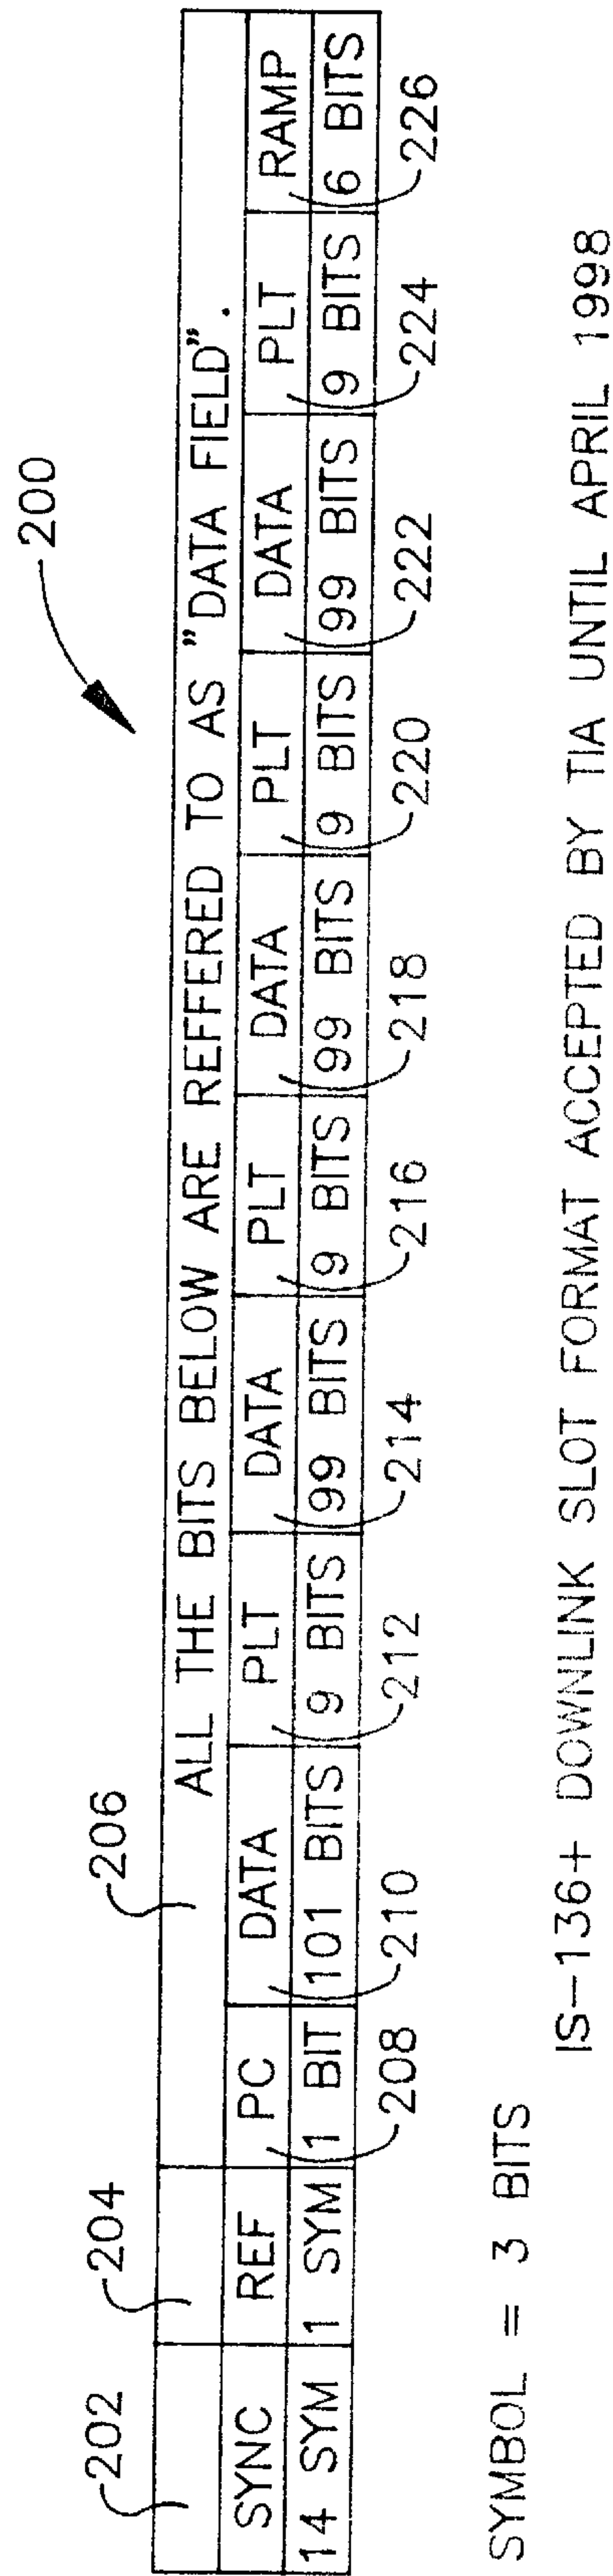 200
202 204 206
ALL THE BITS BELOW ARE REFFERED TO AS "DATA FIELD".
SYNC REF PC DATA PLT DATA PLT DATA PLT DATA PLT RAMP
14 SYM 1 SYM 1 BIT 101 BITS 9 BITS 99 BITS 9 BITS 99 BITS 9 BITS 99 BITS 9 BITS 6 BITS
208 210 212 214 216 218 220 222 224 226
SYMBOL = 3 BITS
IS-136+ DOWNLINK SLOT FORMAT ACCEPTED BY TIA UNTIL APRIL 1998